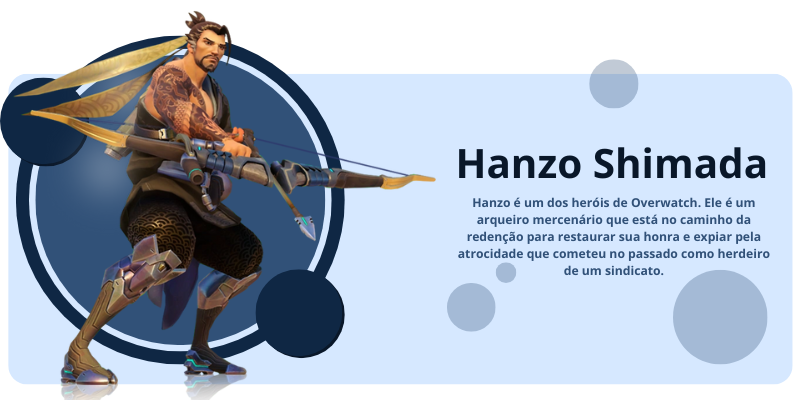 Hanzo Shimada
Hanzo é um dos heróis de Overwatch. Ele é um
arqueiro mercenário que está no caminho da
redenção para restaurar sua honra e expiar pela
atrocidade que cometeu no passado como herdeiro
de um sindicato.